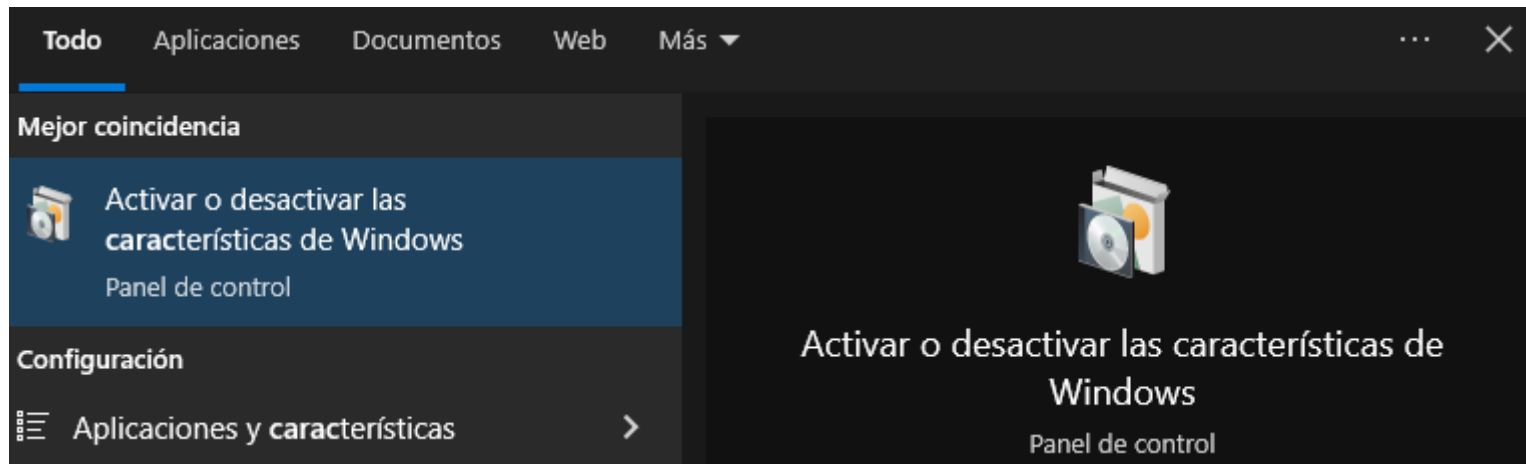 Todo Aplicaciones Documentos Web Más
Mejor coincidencia
Activar o desactivar las
características de Windows
Panel de control
Configuración
Aplicaciones y características
Activar o desactivar las características de
Windows
Panel de control